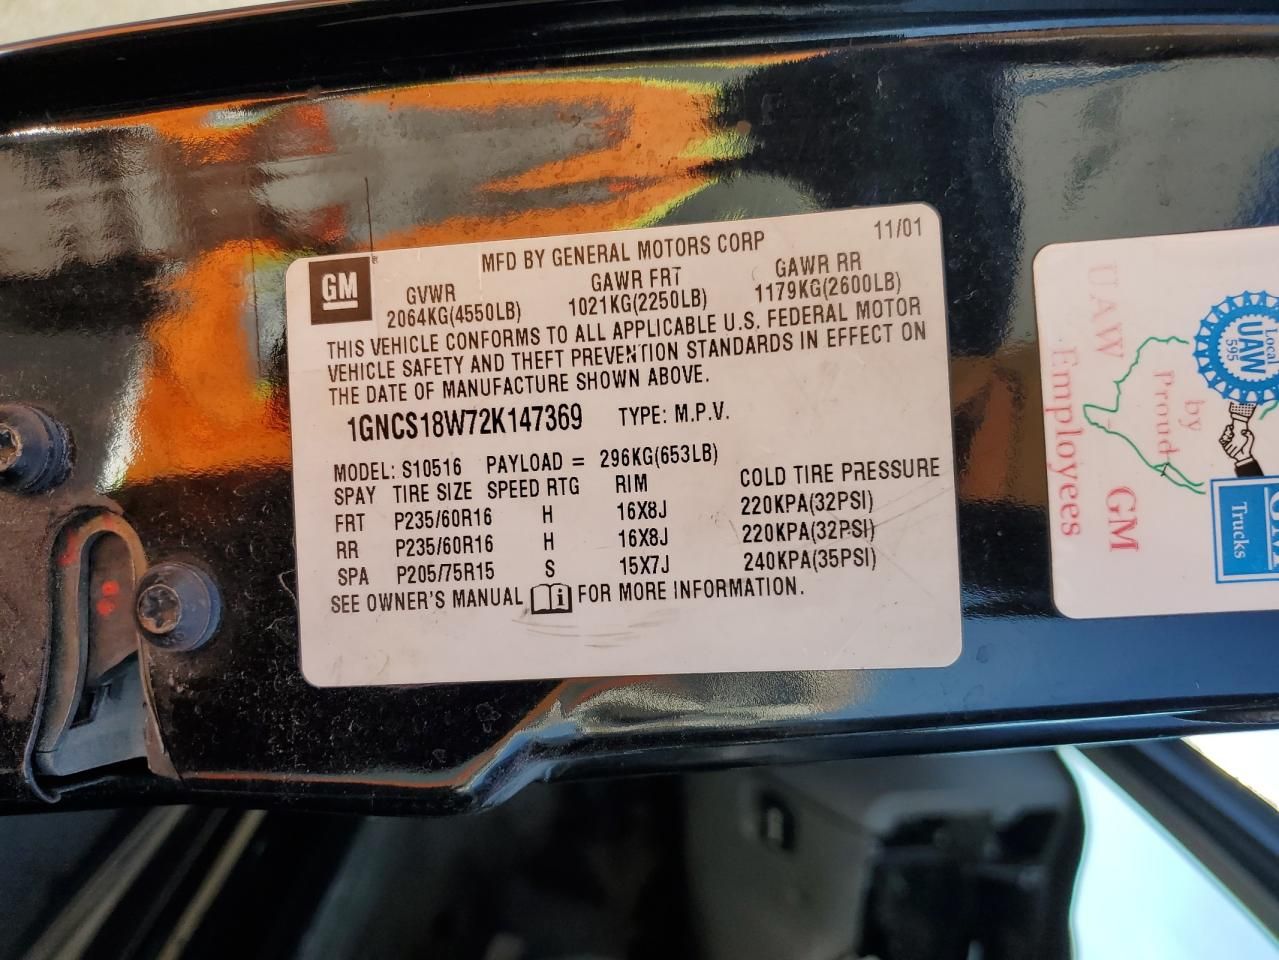 GM
MFD BY GENERAL MOTORS CORP
11/01
GVWR
GAWR FRT
GAWR RR
2064KG(4550LB)
1021KG(2250LB)
1179KG(2600LB)
THIS VEHICLE CONFORMS TO ALL APPLICABLE U.S. FEDERAL MOTOR
VEHICLE SAFETY AND THEFT PREVENTION STANDARDS IN EFFECT ON
THE DATE OF MANUFACTURE SHOWN ABOVE.
1GNCS18W72K147369 TYPE: M.P.V.
MODEL: S10516 PAYLOAD = 296KG(653LB)
SPAY TIRE SIZE SPEED RTG RIM COLD TIRE PRESSURE
FRT P235/60R16 H 16X8J 220KPA(32PSI)
RR P235/60R16 H 16X8J 220KPA(32PSI)
SPA P205/75R15 S 15X7J 240KPA(35PSI)
SEE OWNER'S MANUAL FOR MORE INFORMATION.
UAW
GM
Employees
Proud
by
Local
UAW
595
Trucks